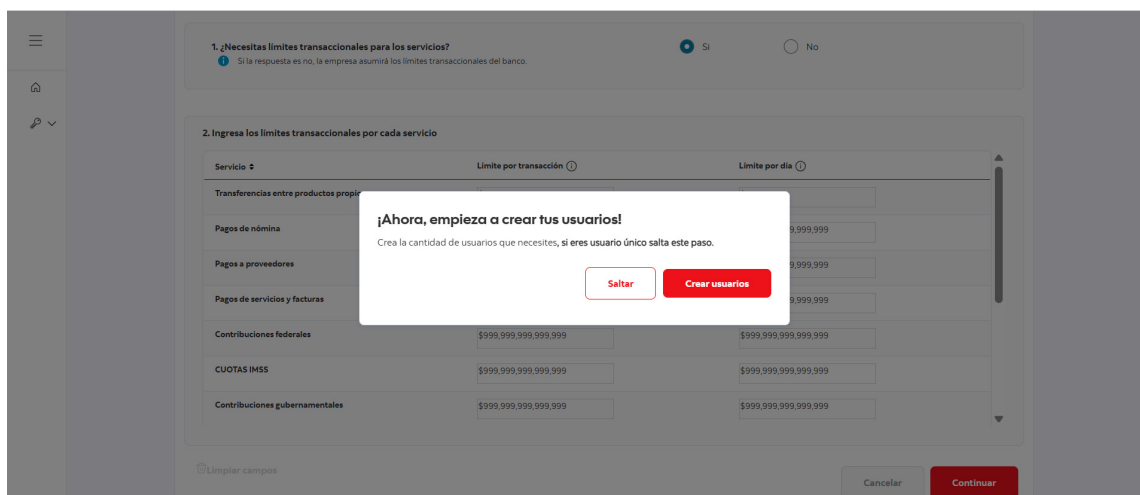 1. ¿Necesitas límites transaccionales para los servicios?
Si
No
Si la respuesta es no, la empresa asumirá los límites transaccionales del banco.
2. Ingresa los límites transaccionales por cada servicio
Servicio Límite por transacción Límite por día
Transferencias entre productos
¡Ahora, empieza a crear tus usuarios!
Crea la cantidad de usuarios que necesites, si eres usuario único salta este paso.
Saltar Crear usuarios
Pagos de nómina 9,999,999
Pagos a proveedores 9,999,999
Pagos de servicios y facturas 9,999,999
Contribuciones federales $999,999,999,999,999 $999,999,999,999,999
CUOTAS IMSS $999,999,999,999,999 $999,999,999,999,999
Contribuciones gubernamentales $999,999,999,999,999 $999,999,999,999,999
Limpiar campos
Cancelar Continuar